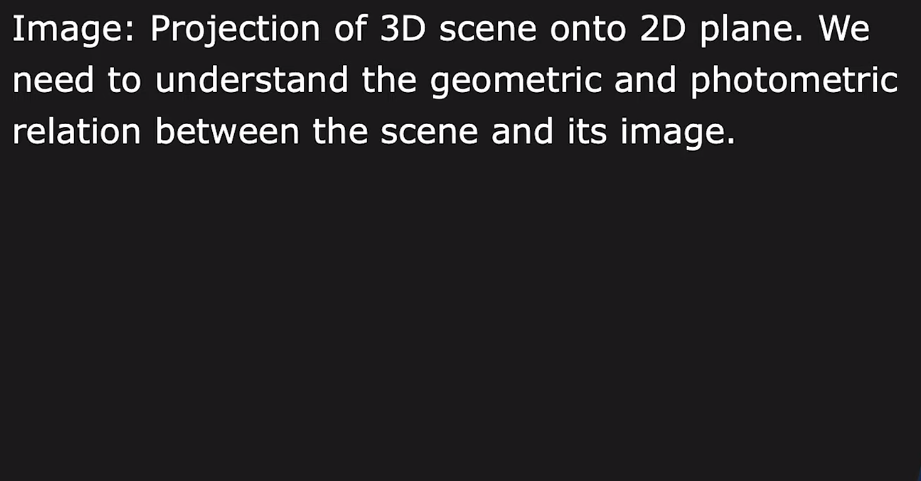 Image: Projection of 3D scene onto 2D plane. We
need to understand the geometric and photometric
relation between the scene and its image.